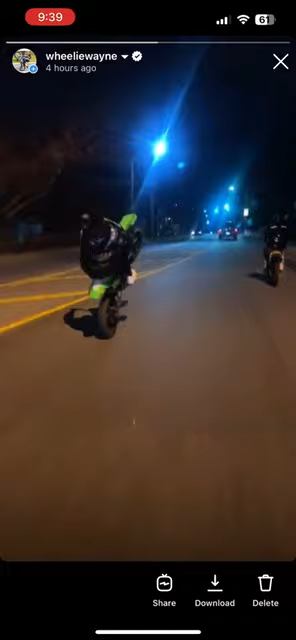 9:39
61
wheeliewayne
4 hours ago
Share
Download
Delete